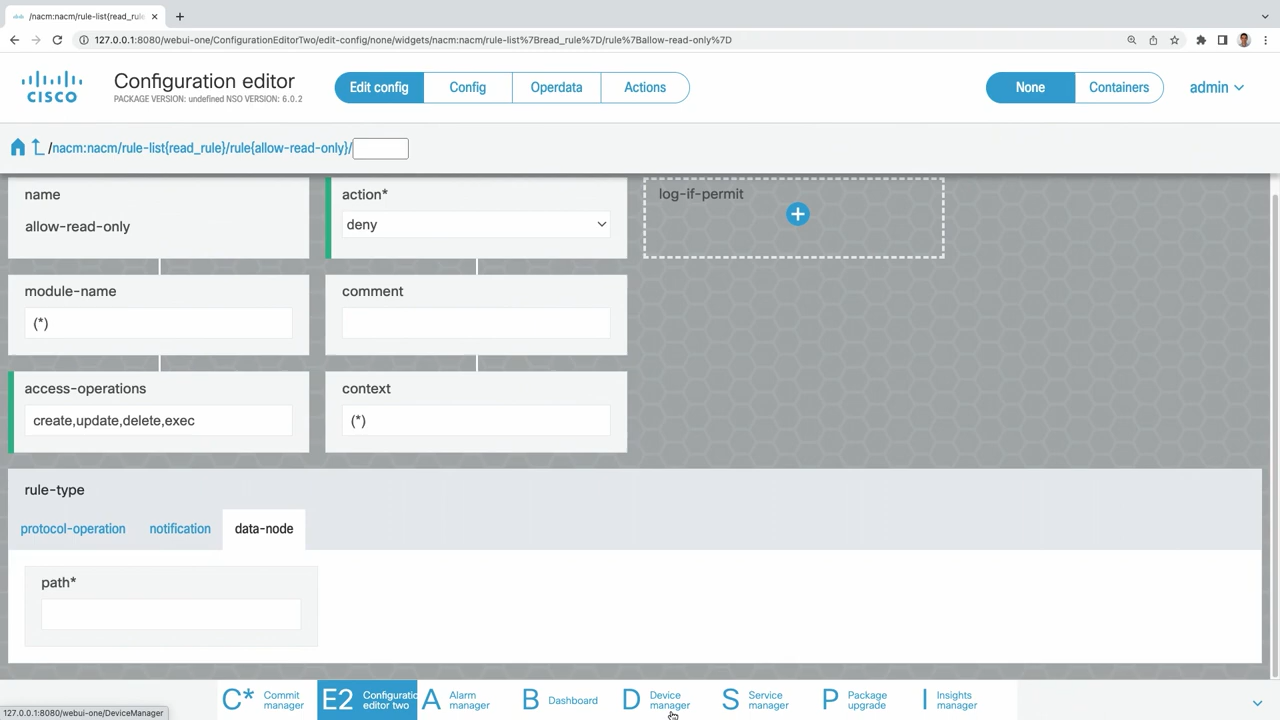 /nacm:nacm/rule-list{read_rule
127.0.0.1:8080/webui-one/ConfigurationEditorTwo/edit-config/none/widgets/nacm:nacm/rule-list%7Bread_rule%7D/rule%7Ballow-read-only%7D
CISCO
Configuration editor
PACKAGE VERSION: undefined NSO VERSION: 6.0.2
Edit config
Config
Operdata
Actions
None
Containers
admin
/nacm:nacm/rule-list{read_rule}/rule{allow-read-only}/
name
allow-read-only
action*
deny
log-if-permit
module-name
(*)
comment
access-operations
create,update,delete,exec
context
(*)
rule-type
protocol-operation
notification
data-node
path*
C* Commit manager
E2 Configuratic editor two
A Alarm manager
B Dashboard
D Device manager
S Service manager
P Package upgrade
I Insights manager
127.0.0.1:8080/webui-one/DeviceManager